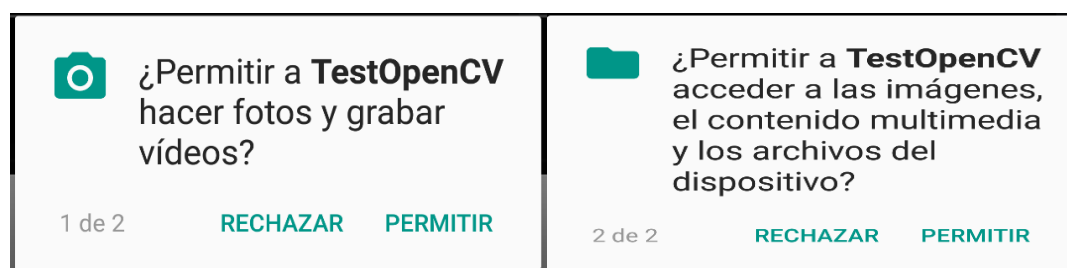 ¿Permitir a TestOpenCV
hacer fotos y grabar
vídeos?
1 de 2
RECHAZAR
PERMITIR
¿Permitir a TestOpenCV
acceder a las imágenes,
el contenido multimedia
y los archivos del
dispositivo?
2 de 2
RECHAZAR
PERMITIR